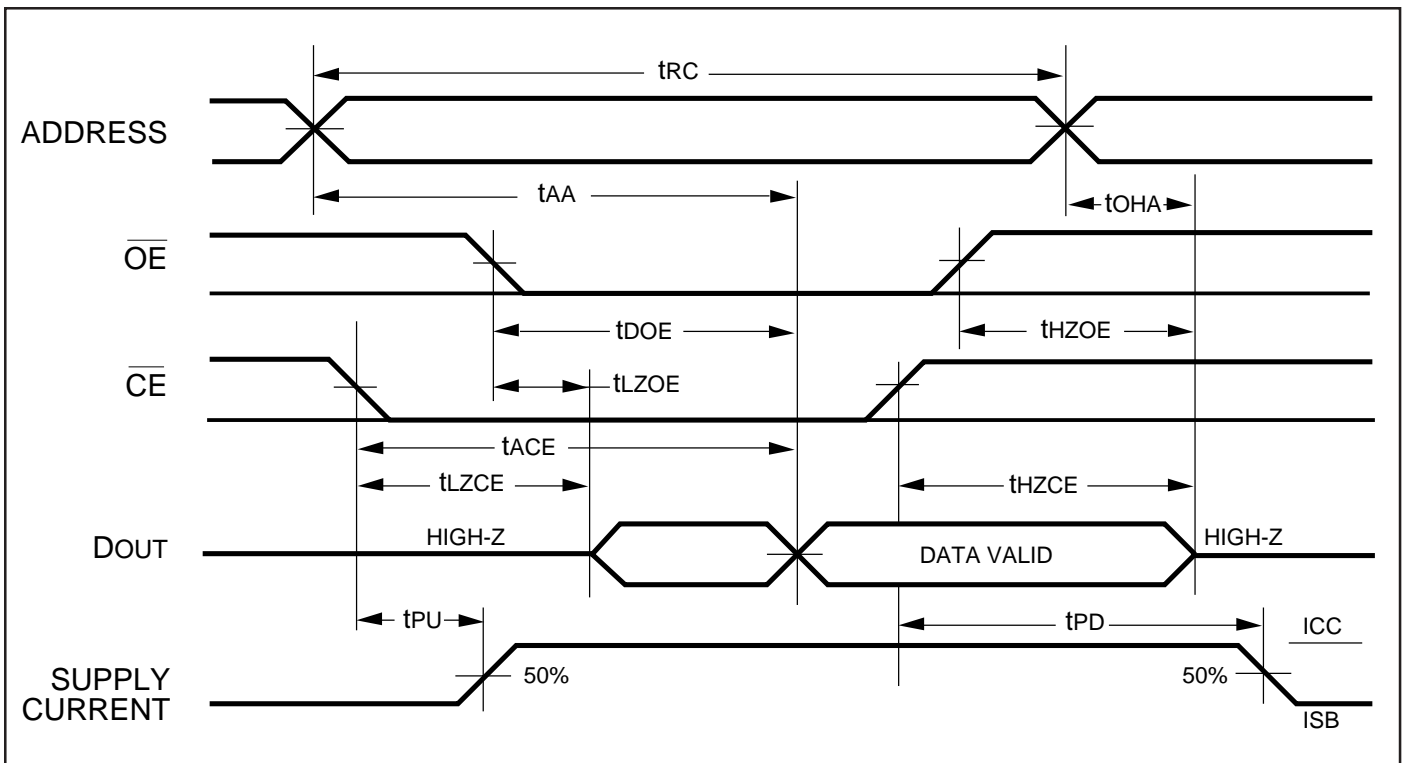 tRC
ADDRESS
tAA
tOHA
OE
tDOE
tHZOE
CE
tLZOE
tACE
tLZCE
tHZCE
DOUT
HIGH-Z
DATA VALID
HIGH-Z
tPU
tPD
ICC
SUPPLY
CURRENT
50%
50%
ISB